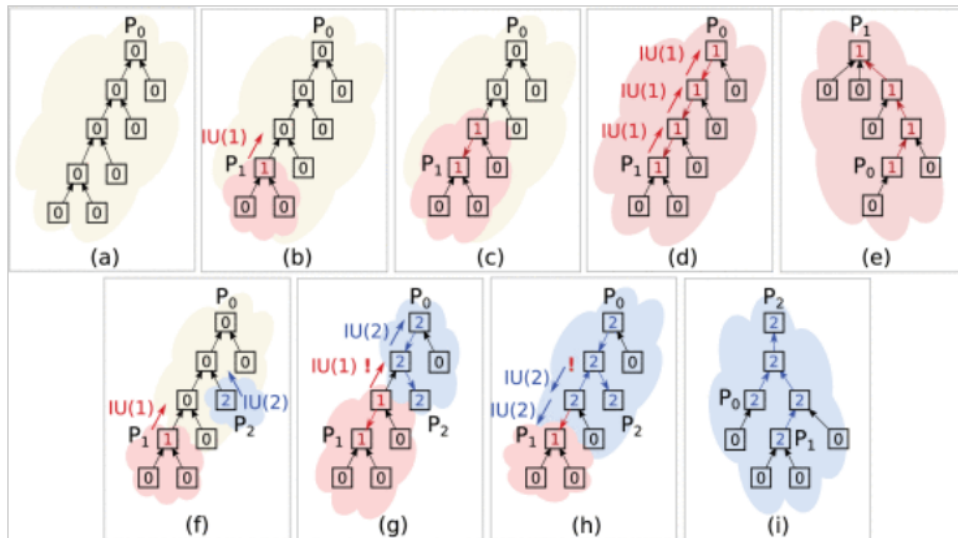 P₀
0
0 0
0 0
0 0
0 0
(a)
P₀
0
0 0
IU(1) 0 0
P₁ 1 0
0 0
(b)
P₀
0
0 0
1 0
P₁ 1 0
0 0
(c)
P₀
IU(1) 1
IU(1) 1 0
IU(1) 1 0
P₁ 1 0
0 0
(d)
P₁
1
0 0 1
1
P₀ 1 0
0
(e)
P₀
0
0 0
IU(1) 0 2 IU(2)
P₁ 1 0 P₂
0 0
(f)
P₀
IU(2) 2
IU(1) ! 2 0
1 2
P₁ P₂
1 0
0 0
(g)
P₀
2
! 2 0
IU(2)
IU(2) 2 2
P₁ P₂
1 0
0 0
(h)
P₂
2
2
P₀ 2 2
0 2 P₁ 0
0 0
(i)